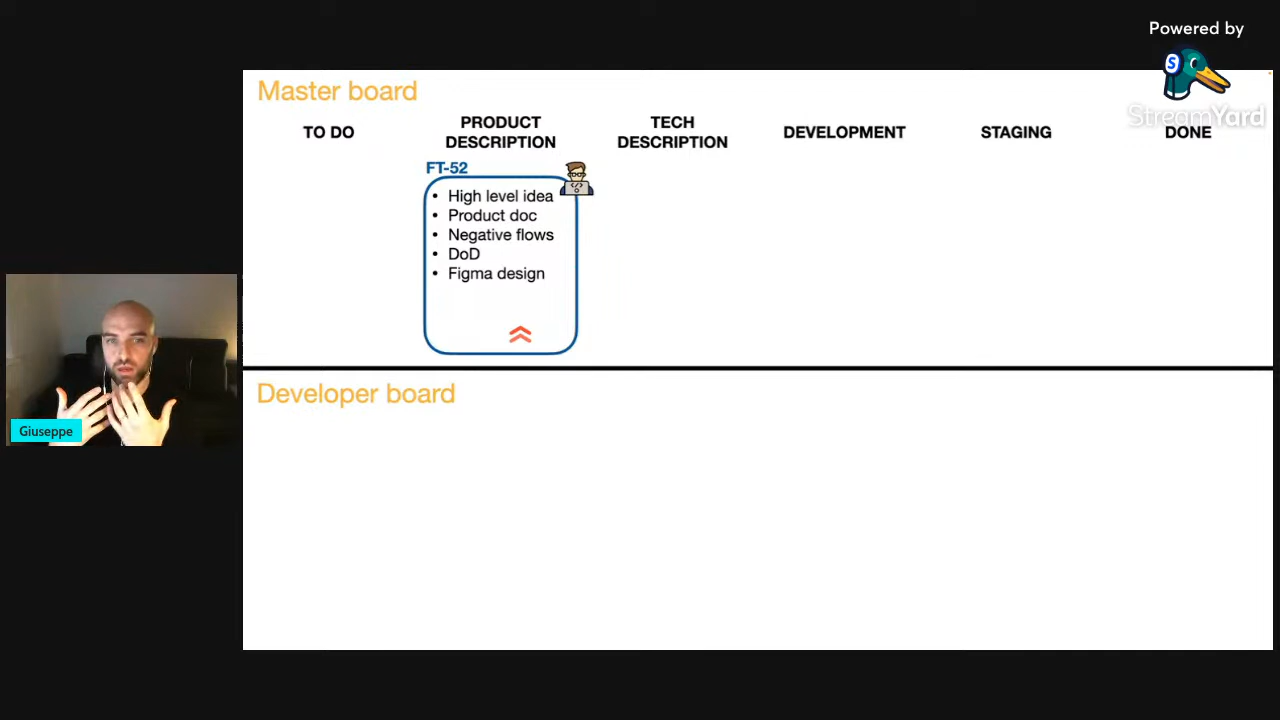 Powered by
StreamYard
Master board
TO DO
PRODUCT
DESCRIPTION
TECH
DESCRIPTION
DEVELOPMENT
STAGING
DONE
FT-52
• High level idea
• Product doc
• Negative flows
• DoD
• Figma design
Developer board
Giuseppe